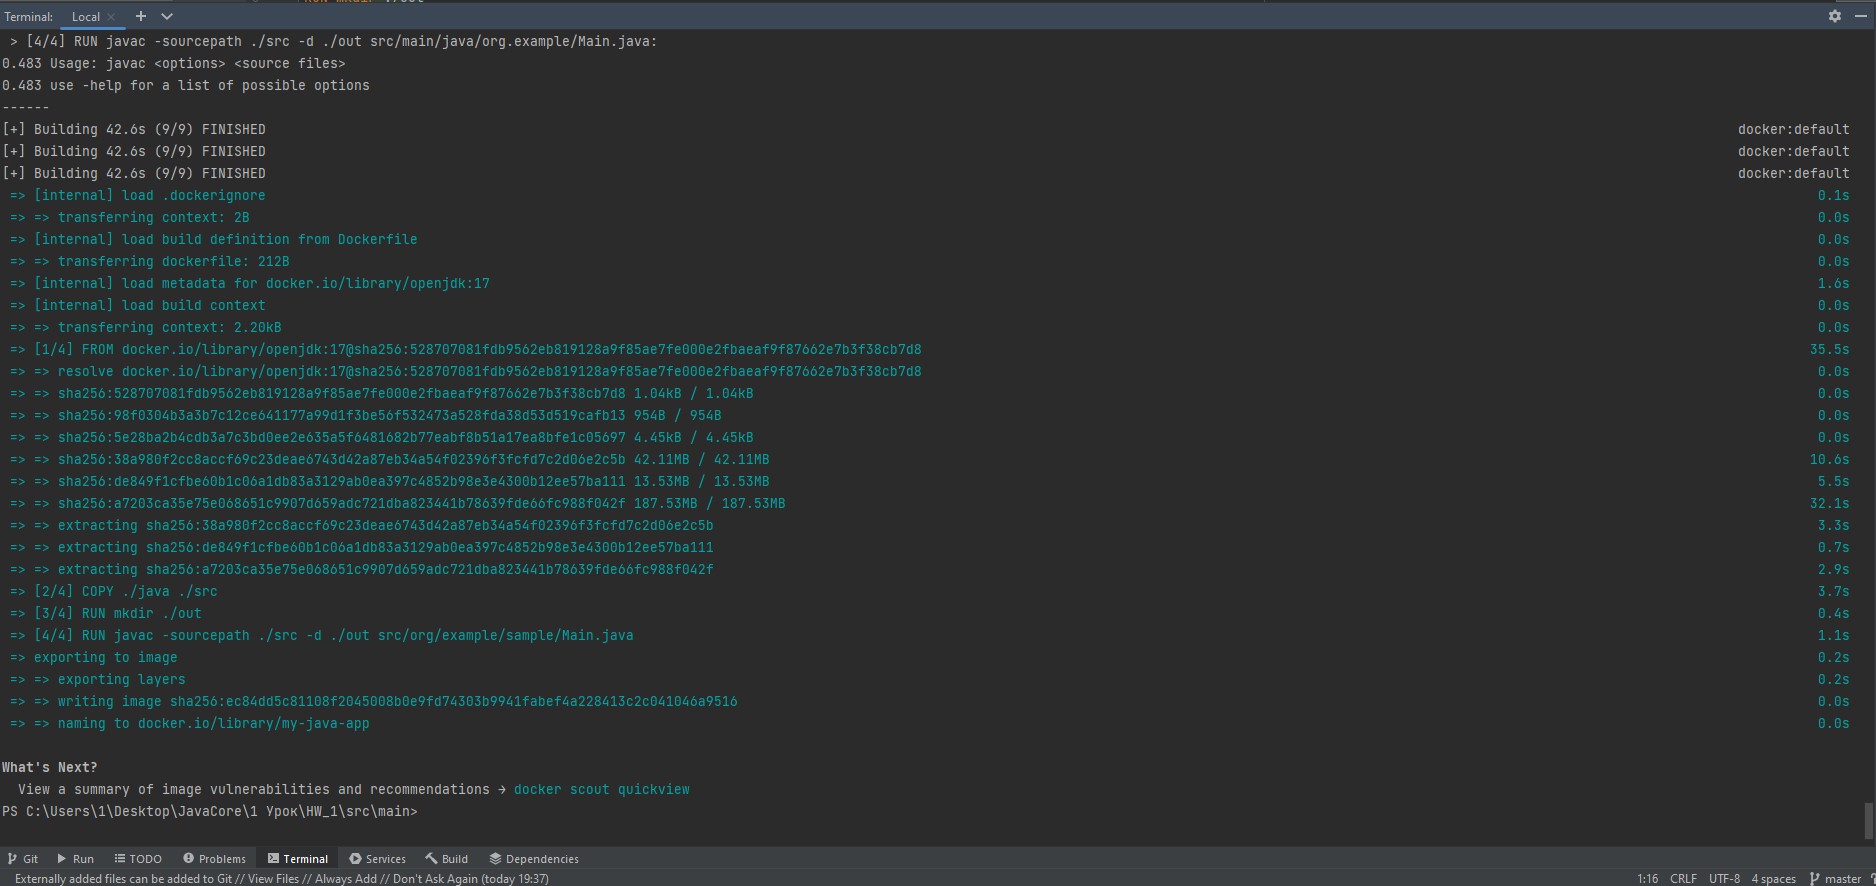 Terminal: Local × +
> [4/4] RUN javac -sourcepath ./src -d ./out src/main/java/org.example/Main.java:
0.483 Usage: javac <options> <source files>
0.483 use -help for a list of possible options
------
[+] Building 42.6s (9/9) FINISHED docker:default
[+] Building 42.6s (9/9) FINISHED docker:default
[+] Building 42.6s (9/9) FINISHED docker:default
=> [internal] load .dockerignore 0.1s
=> => transferring context: 2B 0.0s
=> [internal] load build definition from Dockerfile 0.0s
=> => transferring dockerfile: 212B 0.0s
=> [internal] load metadata for docker.io/library/openjdk:17 1.6s
=> [internal] load build context 0.0s
=> => transferring context: 2.20kB 0.0s
=> [1/4] FROM docker.io/library/openjdk:17@sha256:528707081fdb9562eb819128a9f85ae7fe000e2fbaeaf9f87662e7b3f38cb7d8 35.5s
=> => resolve docker.io/library/openjdk:17@sha256:528707081fdb9562eb819128a9f85ae7fe000e2fbaeaf9f87662e7b3f38cb7d8 0.0s
=> => sha256:528707081fdb9562eb819128a9f85ae7fe000e2fbaeaf9f87662e7b3f38cb7d8 1.04kB / 1.04kB 0.0s
=> => sha256:98f0304b3a3b7c12ce641177a99d1f3be56f532473a528fda38d53d519cafb13 954B / 954B 0.0s
=> => sha256:5e28ba2b4cdb3a7c3bd0ee2e635a5f6481682b77eabf8b51a17ea8bfe1c05697 4.45kB / 4.45kB 0.0s
=> => sha256:38a980f2cc8accf69c23deae6743d42a87eb34a54f02396f3fcfd7c2d06e2c5b 42.11MB / 42.11MB 10.6s
=> => sha256:de849f1cfbe60b1c06a1db83a3129ab0ea397c4852b98e3e4300b12ee57ba111 13.53MB / 13.53MB 5.5s
=> => sha256:a7203ca35e75e068651c9907d659adc721dba823441b78639fde66fc988f042f 187.53MB / 187.53MB 32.1s
=> => extracting sha256:38a980f2cc8accf69c23deae6743d42a87eb34a54f02396f3fcfd7c2d06e2c5b 3.3s
=> => extracting sha256:de849f1cfbe60b1c06a1db83a3129ab0ea397c4852b98e3e4300b12ee57ba111 0.7s
=> => extracting sha256:a7203ca35e75e068651c9907d659adc721dba823441b78639fde66fc988f042f 2.9s
=> [2/4] COPY ./java ./src 3.7s
=> [3/4] RUN mkdir ./out 0.4s
=> [4/4] RUN javac -sourcepath ./src -d ./out src/org/example/sample/Main.java 1.1s
=> exporting to image 0.2s
=> => exporting layers 0.2s
=> => writing image sha256:ec84dd5c81108f2045008b0e9fd74303b9941fabef4a228413c2c041046a9516 0.0s
=> => naming to docker.io/library/my-java-app 0.0s
What's Next?
View a summary of image vulnerabilities and recommendations → docker scout quickview
PS C:\Users\1\Desktop\JavaCore\1 Урок\HW_1\src\main>
Git Run TODO Problems Terminal Services Build Dependencies
Externally added files can be added to Git // View Files // Always Add // Don't Ask Again (today 19:37) 1:16 CRLF UTF-8 4 spaces master